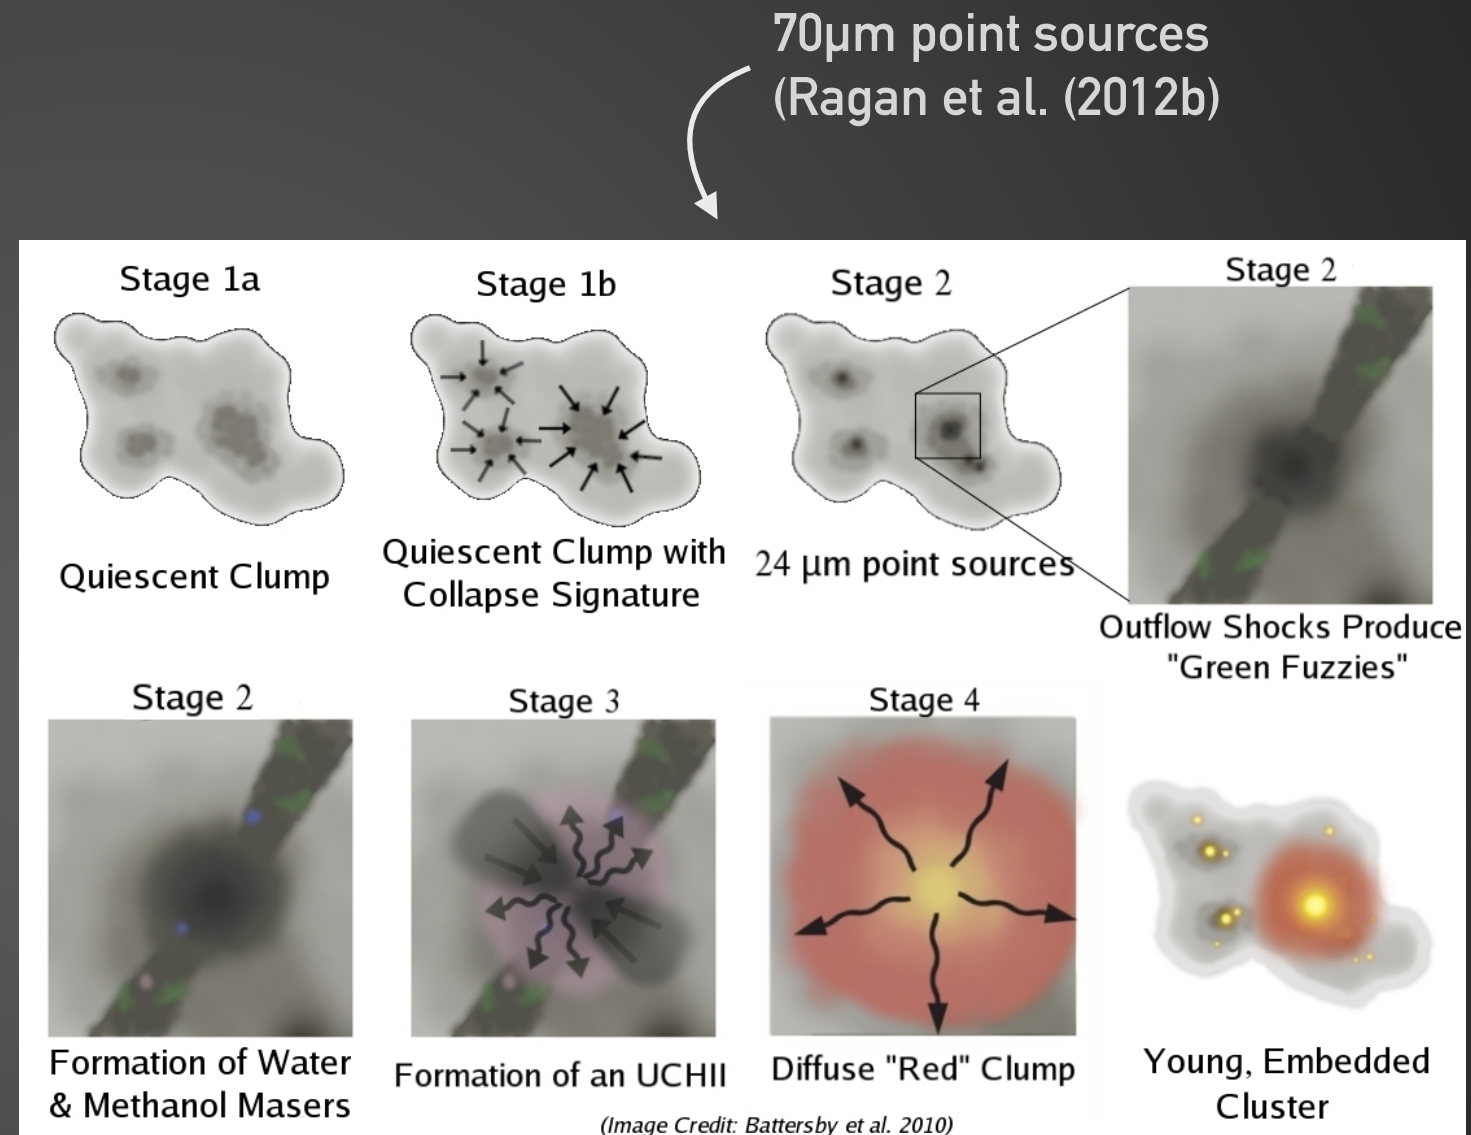 70µm point sources
(Ragan et al. (2012b)
Stage 1a
Stage 1b
Stage 2
Stage 2
Quiescent Clump
Quiescent Clump with
Collapse Signature
24 µm point sources
Outflow Shocks Produce
"Green Fuzzies"
Stage 2
Stage 3
Stage 4
Formation of Water
& Methanol Masers
Formation of an UCHII
Diffuse "Red" Clump
Young, Embedded
Cluster
(Image Credit: Battersby et al. 2010)